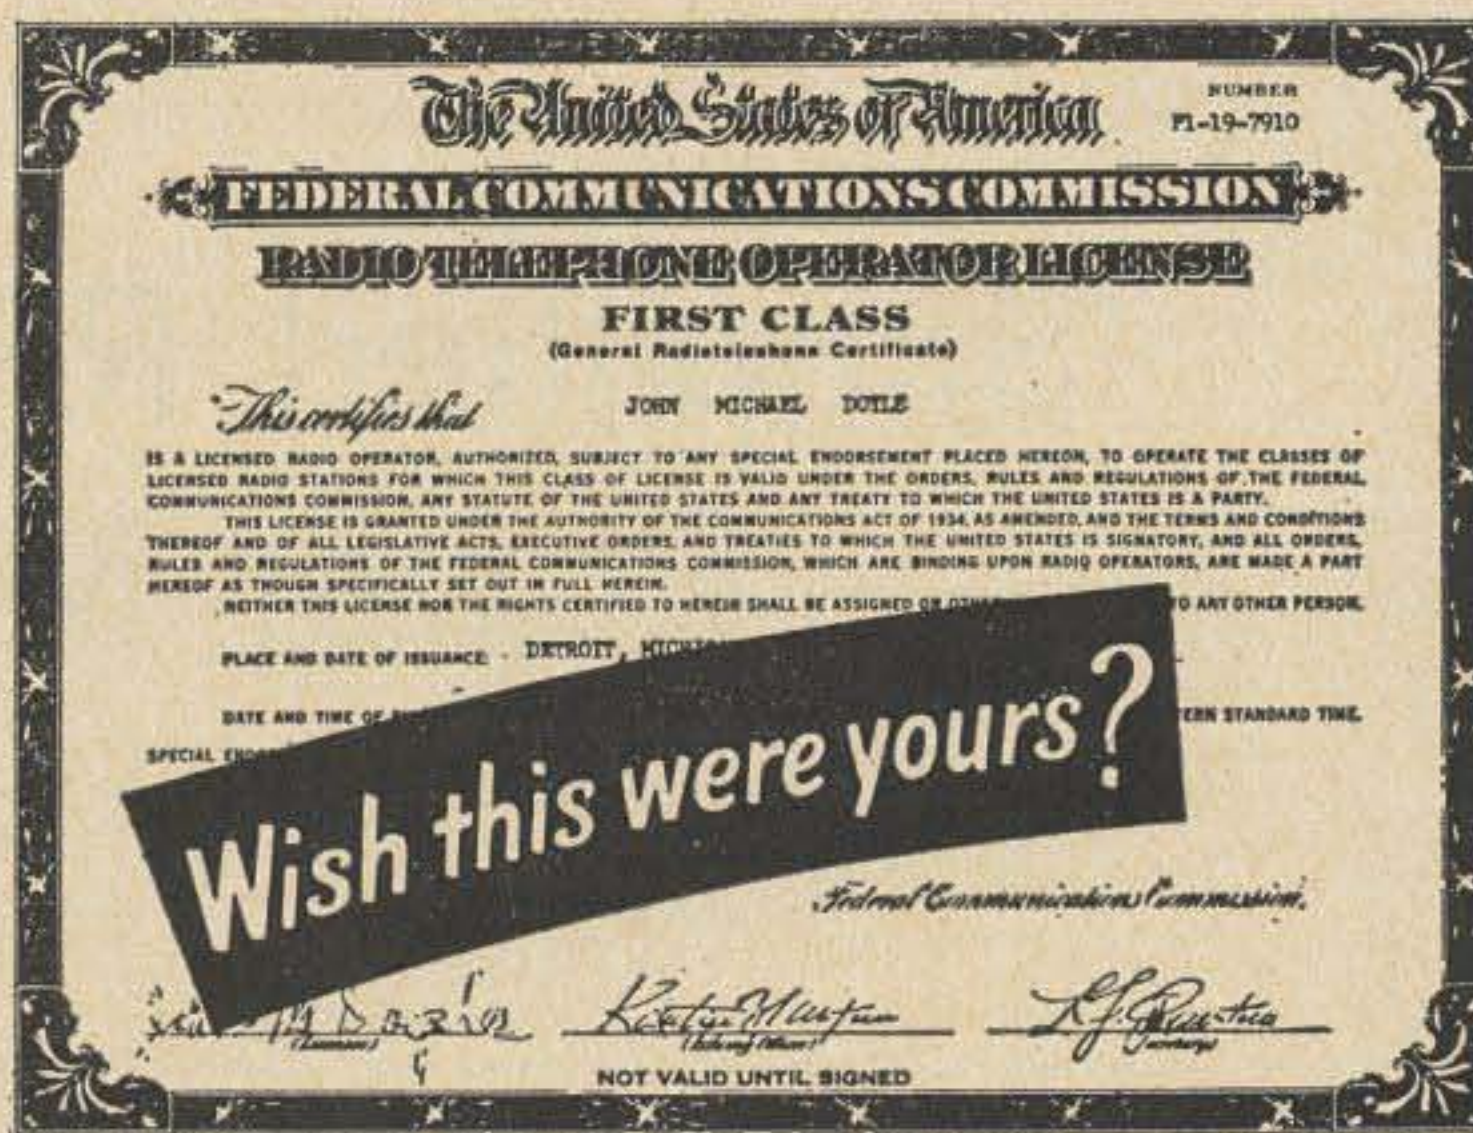 The United States of America
NUMBER
P1-19-7910
FEDERAL COMMUNICATIONS COMMISSION
RADIO TELEPHONE OPERATOR LICENSE
FIRST CLASS
(General Radiotelephone Certificate)
This certifies that JOHN MICHAEL DOYLE
IS A LICENSED RADIO OPERATOR, AUTHORIZED, SUBJECT TO ANY SPECIAL ENDORSEMENT PLACED HEREON, TO OPERATE THE CLASSES OF
LICENSED RADIO STATIONS FOR WHICH THIS CLASS OF LICENSE IS VALID UNDER THE ORDERS, RULES AND REGULATIONS OF THE FEDERAL
COMMUNICATIONS COMMISSION, ANY STATUTE OF THE UNITED STATES AND ANY TREATY TO WHICH THE UNITED STATES IS A PARTY.
THIS LICENSE IS GRANTED UNDER THE AUTHORITY OF THE COMMUNICATIONS ACT OF 1934, AS AMENDED, AND THE TERMS AND CONDITIONS
THEREOF AND OF ALL LEGISLATIVE ACTS, EXECUTIVE ORDERS, AND TREATIES TO WHICH THE UNITED STATES IS SIGNATORY, AND ALL ORDERS,
RULES AND REGULATIONS OF THE FEDERAL COMMUNICATIONS COMMISSION, WHICH ARE BINDING UPON RADIO OPERATORS, ARE MADE A PART
HEREOF AS THOUGH SPECIFICALLY SET OUT IN FULL HEREIN.
NEITHER THIS LICENSE NOR THE RIGHTS CERTIFIED TO HEREIN SHALL BE ASSIGNED OR TO ANY OTHER PERSON.
PLACE AND DATE OF ISSUANCE: DETROIT,
DATE AND TIME OF STANDARD TIME.
SPECIAL
Wish this were yours?
Federal Communications Commission.
(Licensee) (Issuing Officer) (Secretary)
NOT VALID UNTIL SIGNED